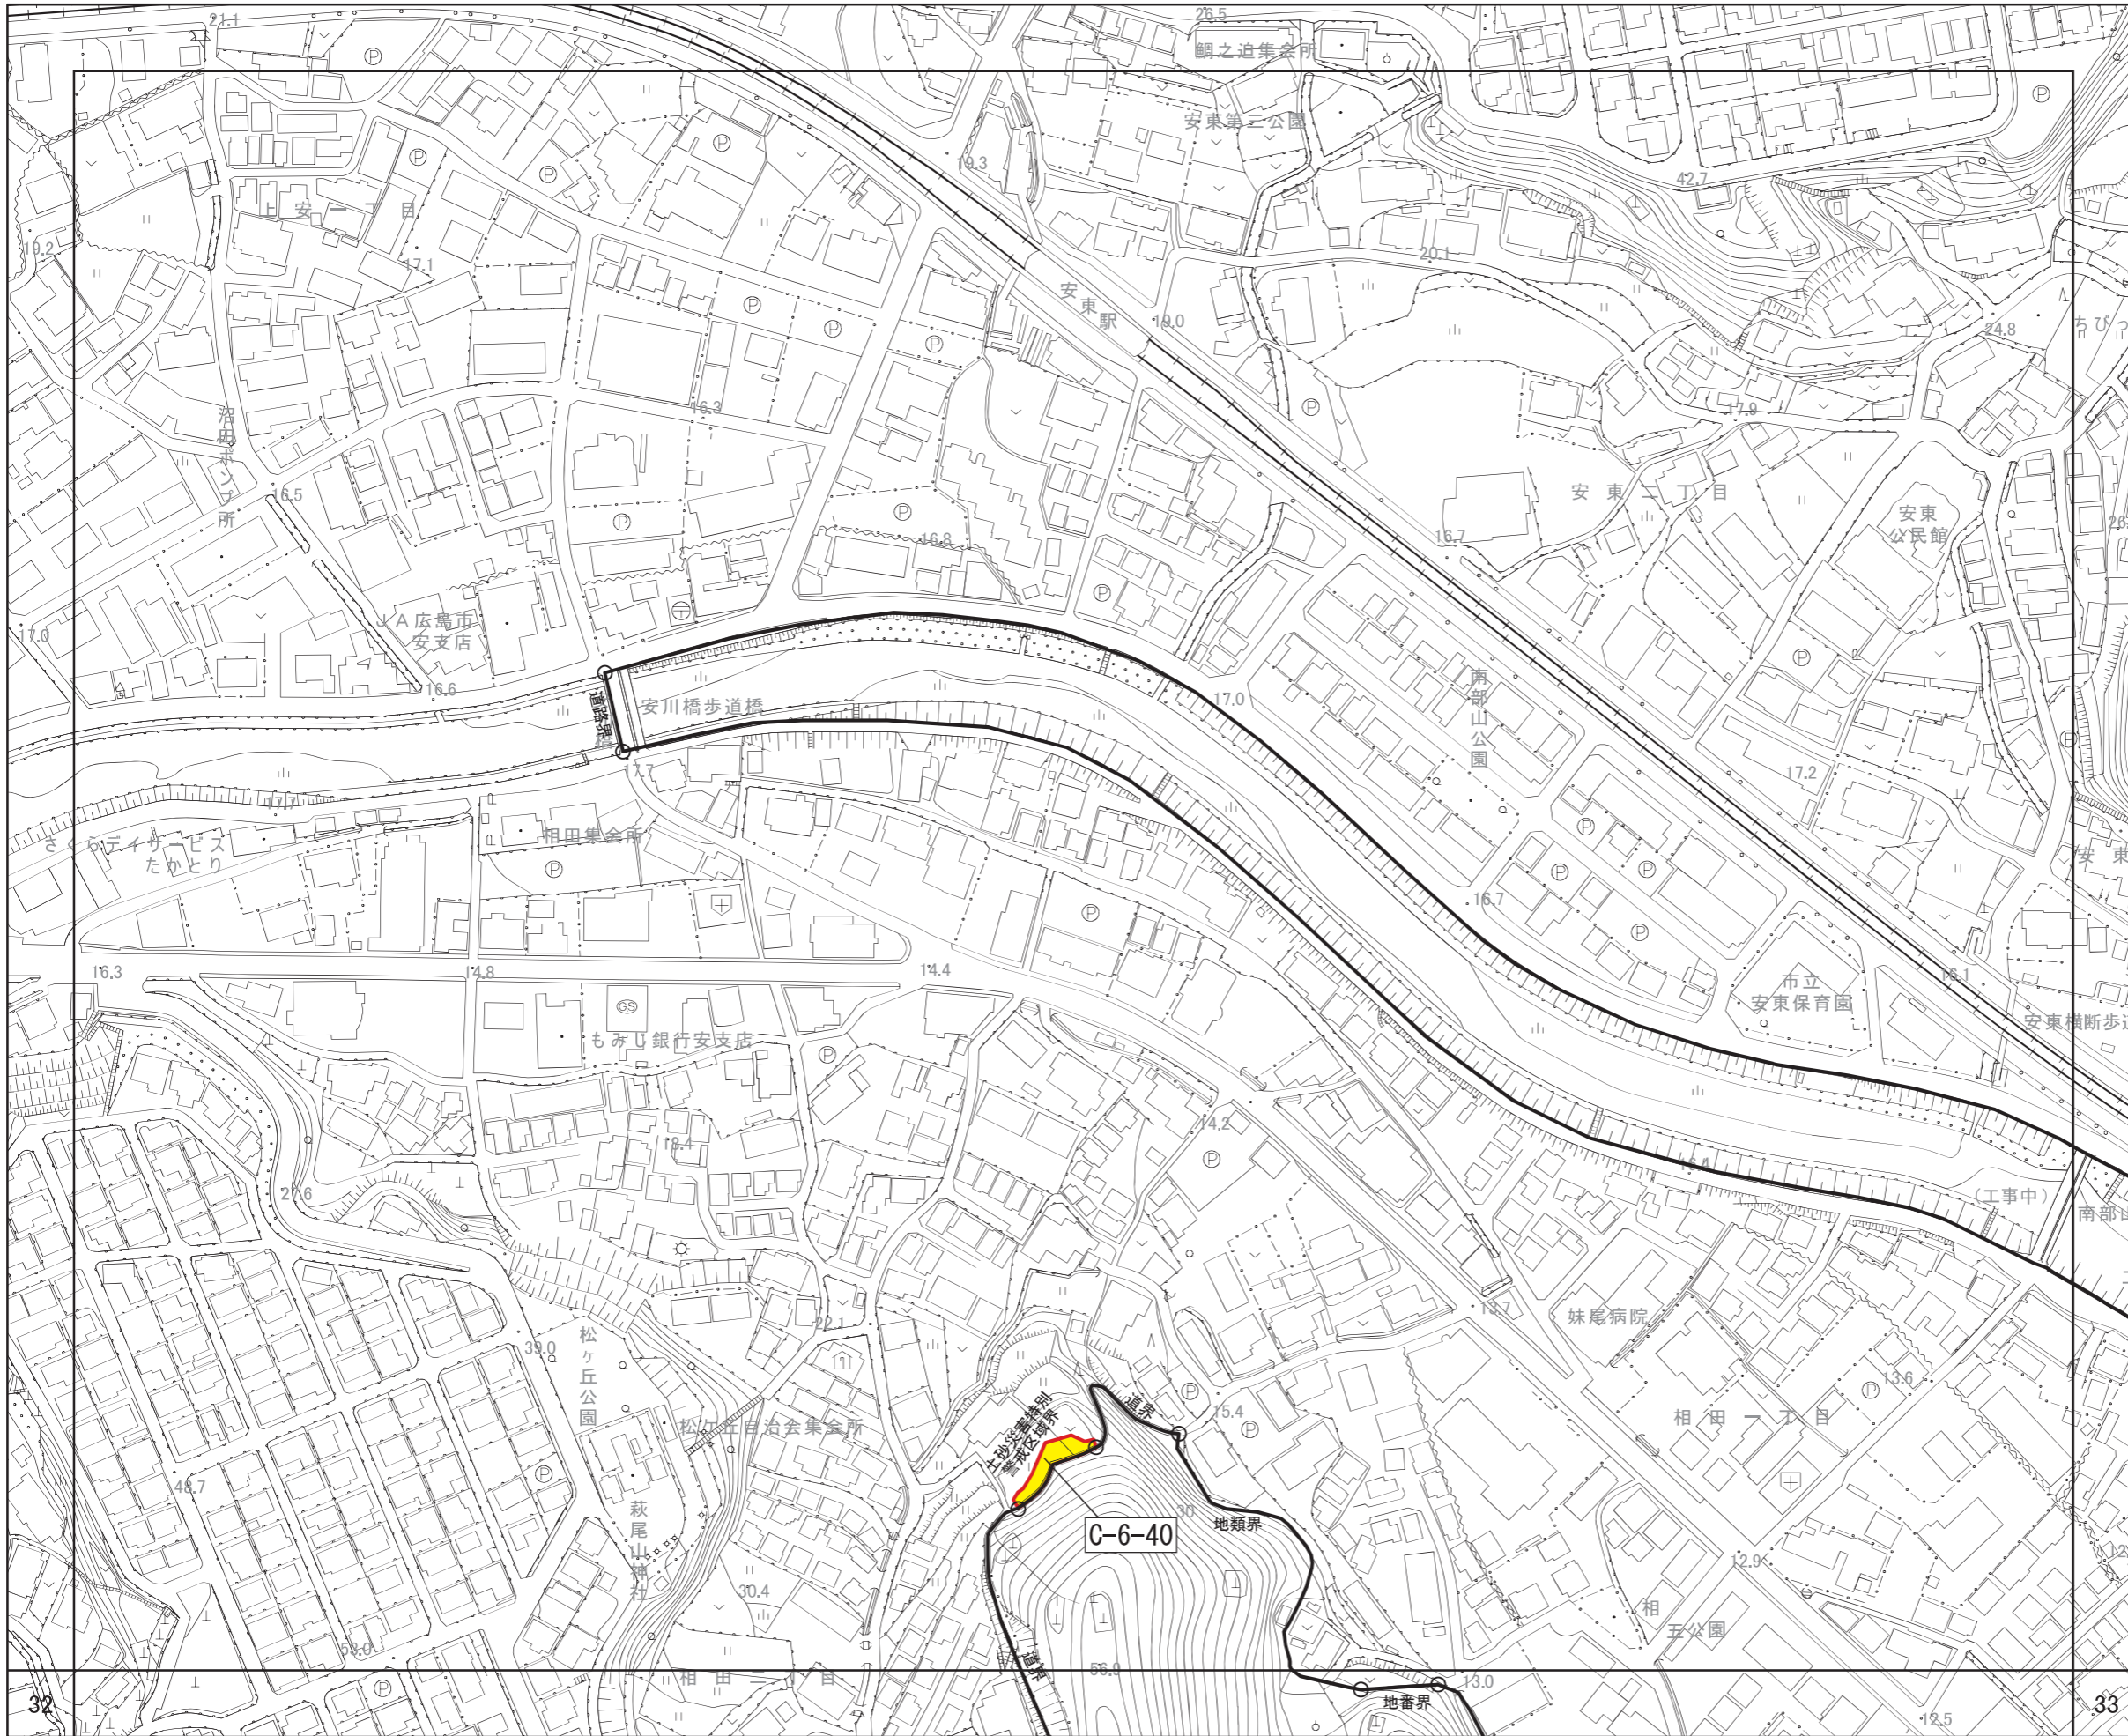 21.1
26.5
鯛之迫集会所
Ⓟ
Ⓟ
安東第三公園
Ⓟ
Ⓟ
Ⓟ
19.3
42.7
上安一丁目
19.2
17.1
20.1
安東駅
19.0
24.8
ちび
Ⓟ
Ⓟ
Ⓟ
16.3
Ⓟ
17.9
沼田ポンプ所
16.5
安東二丁目
安東
公民館
Ⓟ
Ⓟ
16.8
16.7
26.
Ⓟ
17.0
JA広島市
安支店
16.6
道路界
橋
安川橋歩道橋
17.0
南部山公園
Ⓟ
Ⓟ
17.7
17.7
17.2
さくらデイサービス
たかとり
相田集会所
Ⓟ
Ⓟ
Ⓟ
Ⓟ
安東
16.7
Ⓟ
Ⓟ
16.3
14.8
14.4
市立
安東保育園
16.1
安東横断歩道
GS
もみじ銀行安支店
Ⓟ
18.4
14.2
Ⓟ
27.6
(工事中)
南部山
22.1
13.7
妹尾病院
39.0
松ヶ丘公園
13.6
Ⓟ
Ⓟ
道界
15.4
Ⓟ
松ヶ丘自治会集会所
土砂災害特別
警戒区域界
相田一丁目
48.7
Ⓟ
萩尾山神社
30
地類界
C-6-40
12.9
30.4
相
王公園
53.0
相田二丁目
道界
56.9
13.0
地番界
Ⓟ
32
12.5
33